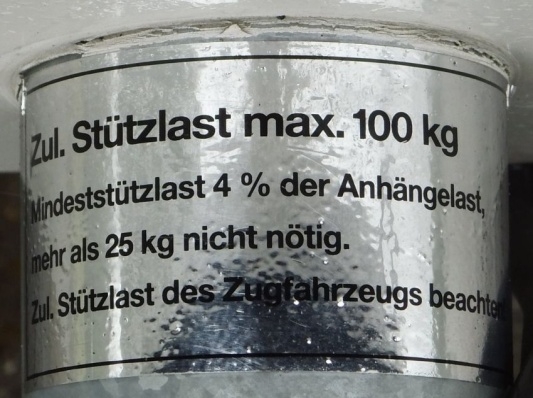 Zul. Stützlast max. 100 kg
Mindeststützlast 4 % der Anhängelast,
mehr als 25 kg nicht nötig.
Zul. Stützlast des Zugfahrzeugs beachten